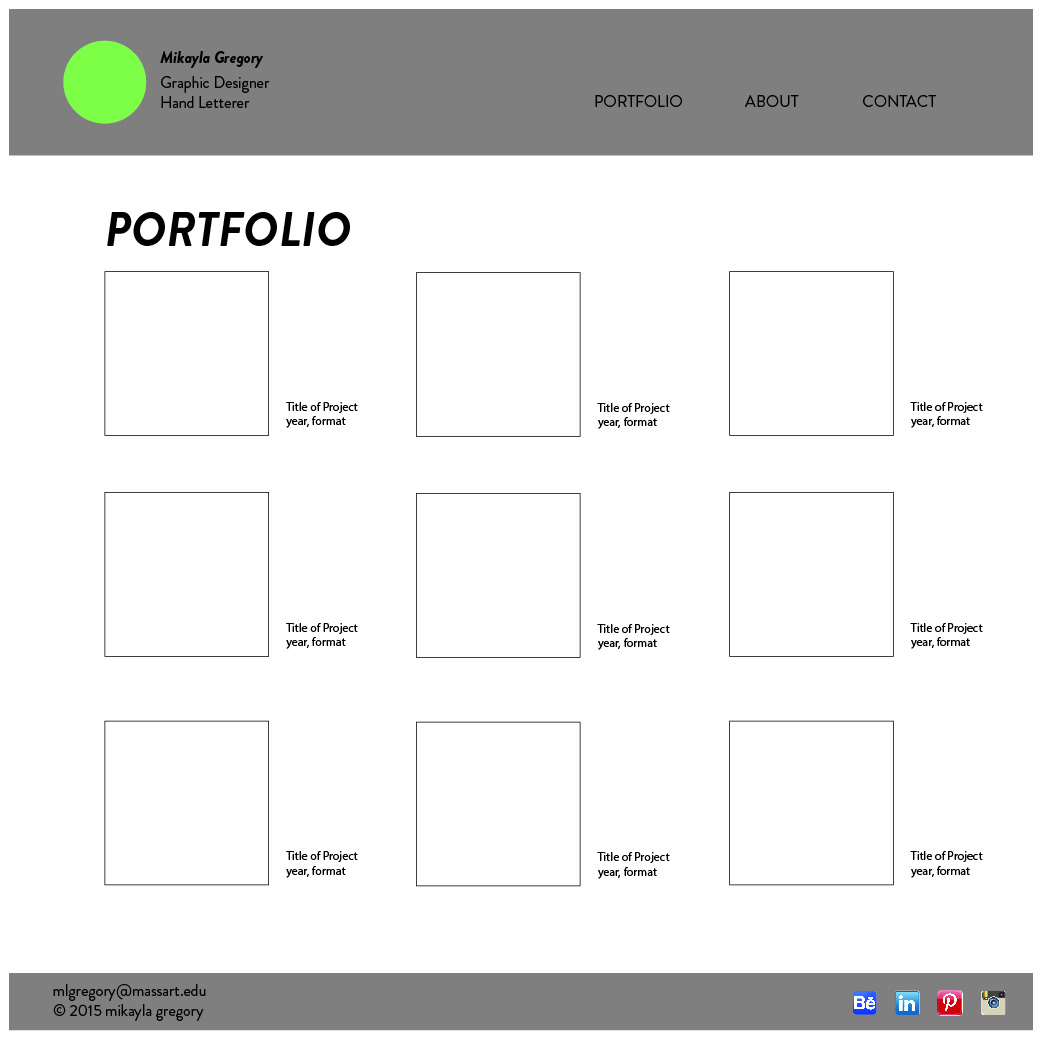 Mikayla Gregory
Graphic Designer
Hand Letterer
PORTFOLIO ABOUT CONTACT
PORTFOLIO
Title of Project
year, format
Title of Project
year, format
Title of Project
year, format
Title of Project
year, format
Title of Project
year, format
Title of Project
year, format
Title of Project
year, format
Title of Project
year, format
Title of Project
year, format
mlgregory@massart.edu
© 2015 mikayla gregory
Bē in